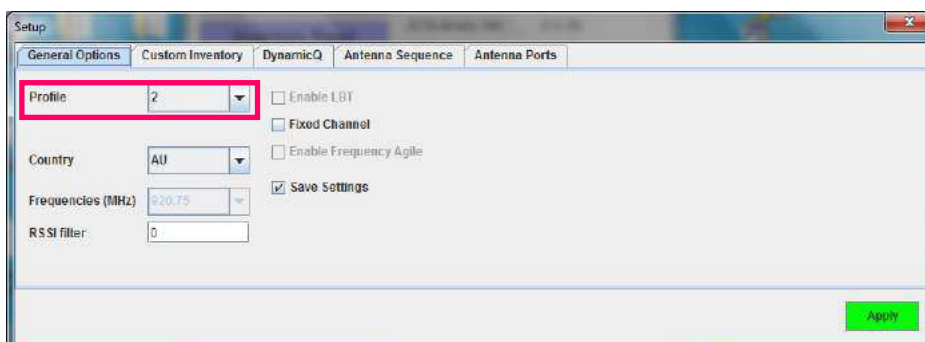 Setup
General Options Custom Inventory DynamicQ Antenna Sequence Antenna Ports
Profile 2 Enable LBT
Fixed Channel
Country AU Enable Frequency Agile
Save Settings
Frequencies (MHz) 920.75
RSSI filter 0
Apply